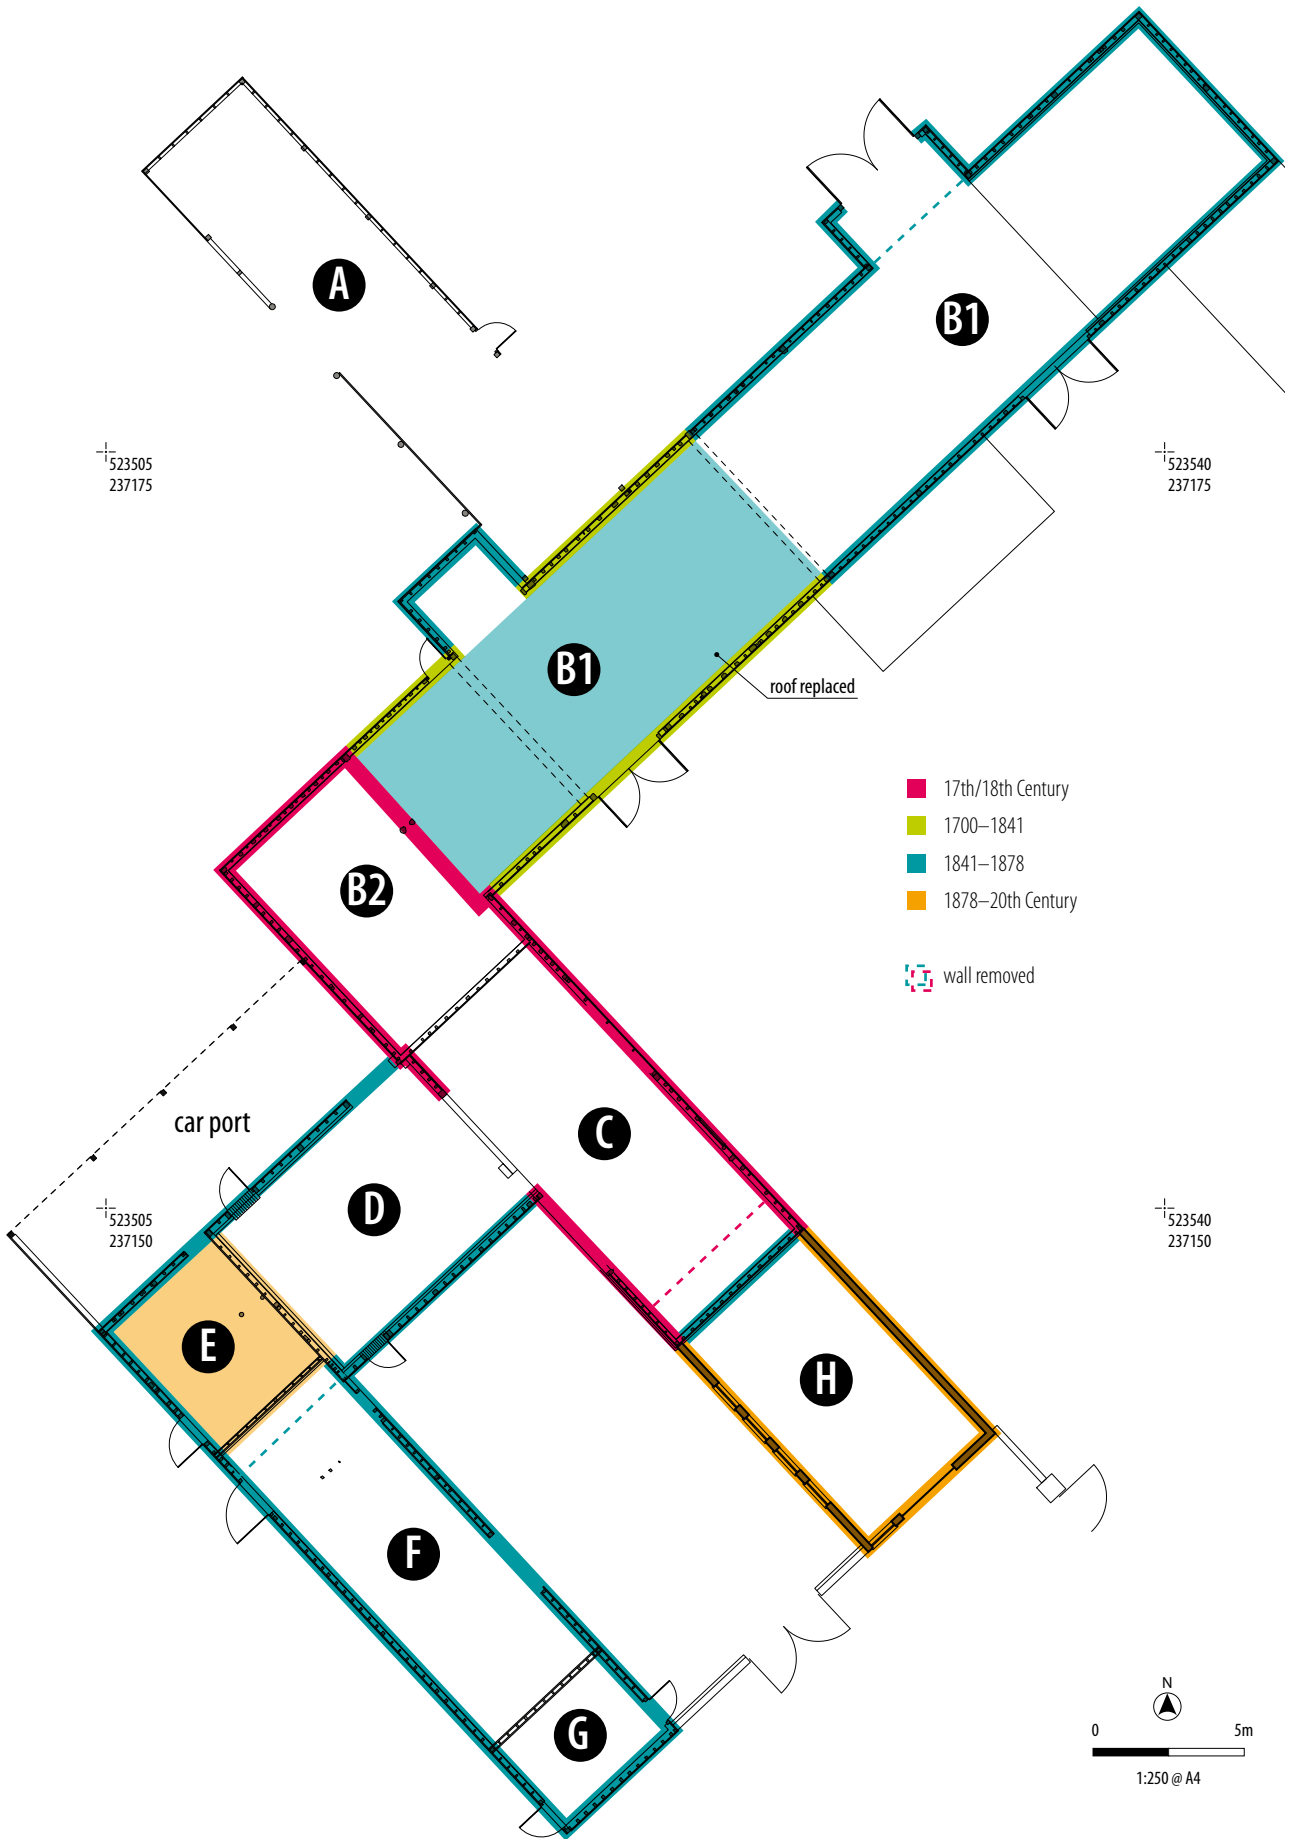 A
B1
523505
237175
523540
237175
B1
roof replaced
17th/18th Century
1700–1841
B2
1841–1878
1878–20th Century
wall removed
car port
C
D
523505
237150
523540
237150
E
H
F
G
N
0 5m
1:250 @ A4